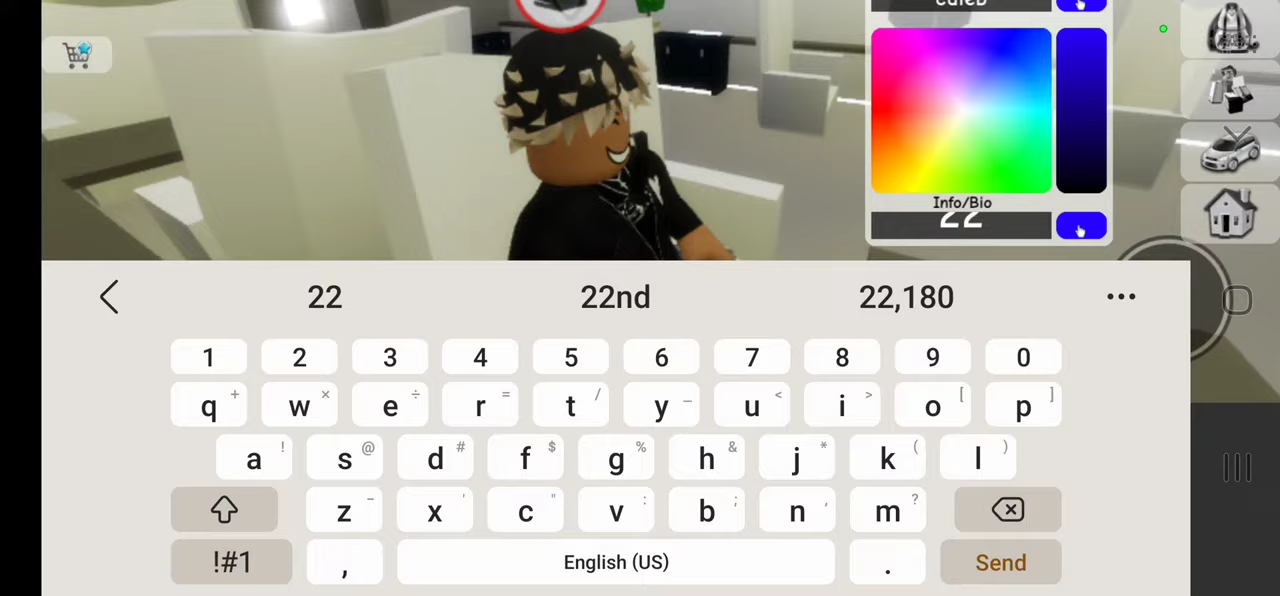 caleb
Info/Bio
22
22 22nd 22,180
1 2 3 4 5 6 7 8 9 0
q + w × e ÷ r = t / y _ u < i > o [ p ]
a ! s @ d # f $ g % h & j * k ( l )
z - x ' c " v : b ; n , m ?
!#1 , English (US) . Send